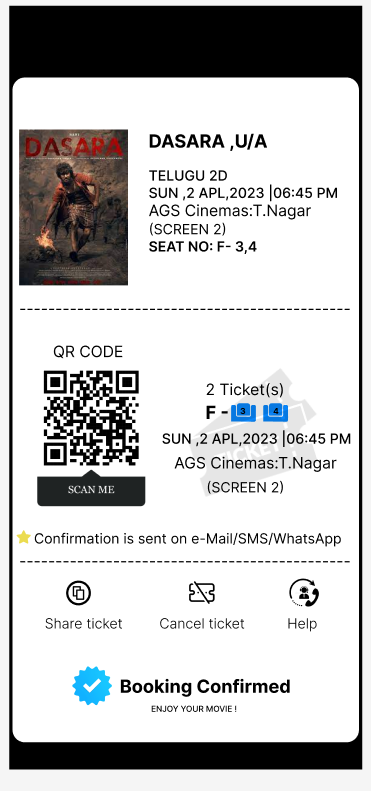 DASARA
DASARA ,U/A
TELUGU 2D
SUN ,2 APL,2023 |06:45 PM
AGS Cinemas:T.Nagar
(SCREEN 2)
SEAT NO: F- 3,4
QR CODE
SCAN ME
2 Ticket(s)
F - 3 4
SUN ,2 APL,2023 |06:45 PM
AGS Cinemas:T.Nagar
(SCREEN 2)
TICKET
Confirmation is sent on e-Mail/SMS/WhatsApp
Share ticket
Cancel ticket
Help
Booking Confirmed
ENJOY YOUR MOVIE !